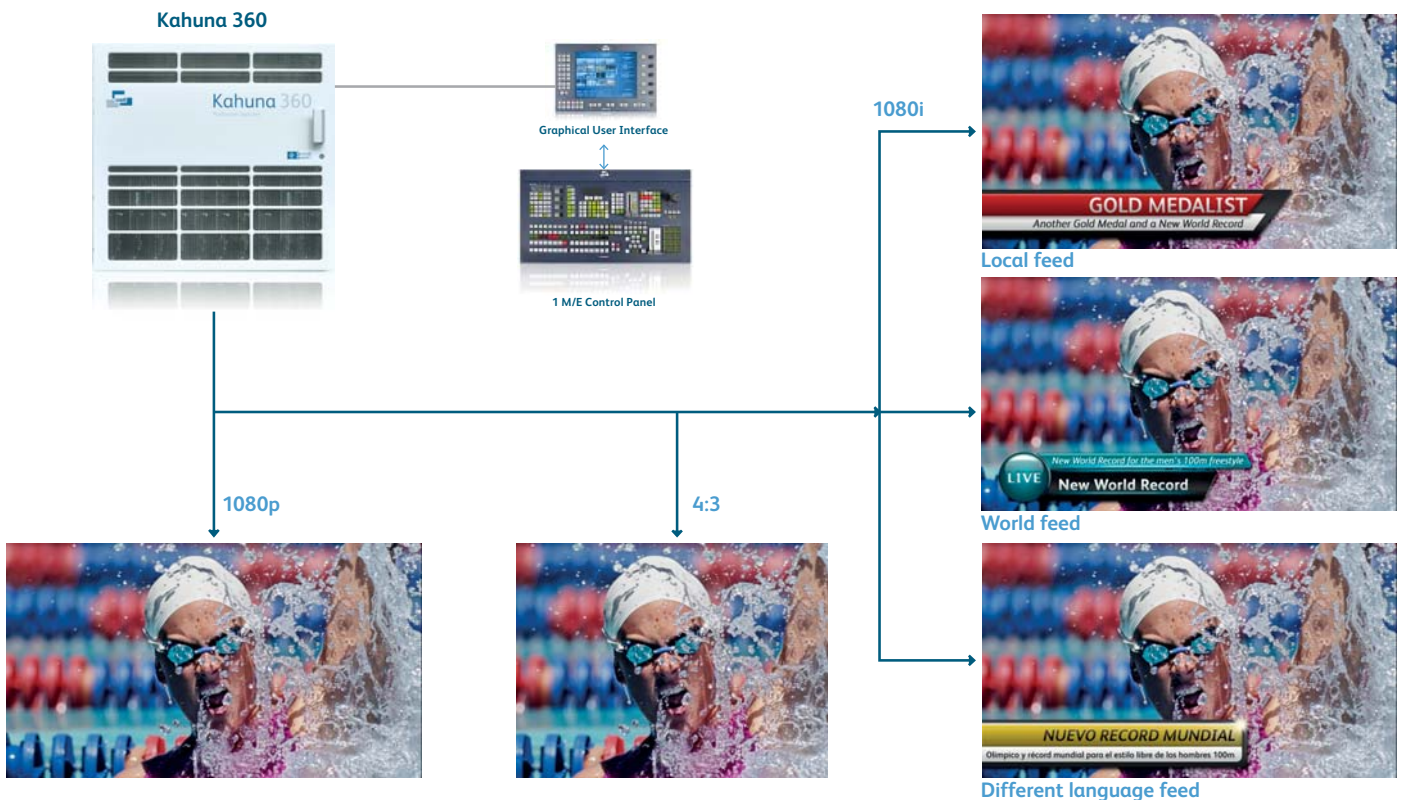 Kahuna 360
Kahuna 360
Graphical User Interface
1 M/E Control Panel
1080i
GOLD MEDALIST
Another Gold Medal and a New World Record
Local feed
New World Record for the men's 100m freestyle
LIVE
New World Record
World feed
1080p
4:3
NUEVO RECORD MUNDIAL
Olimpico y récord mundial para el estilo libre de los hombres 100m
Different language feed